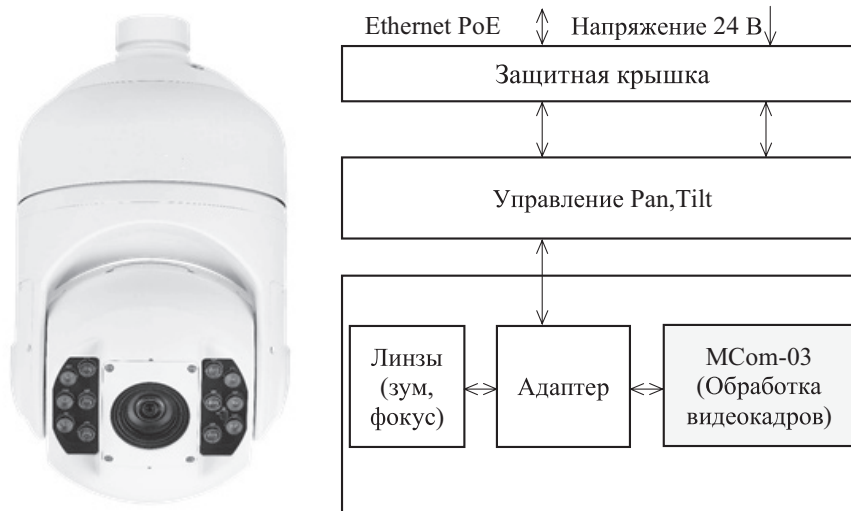 Ethernet PoE
Напряжение 24 В
Защитная крышка
Управление Pan,Tilt
Линзы
(зум,
фокус)
Адаптер
MCom-03
(Обработка
видеокадров)